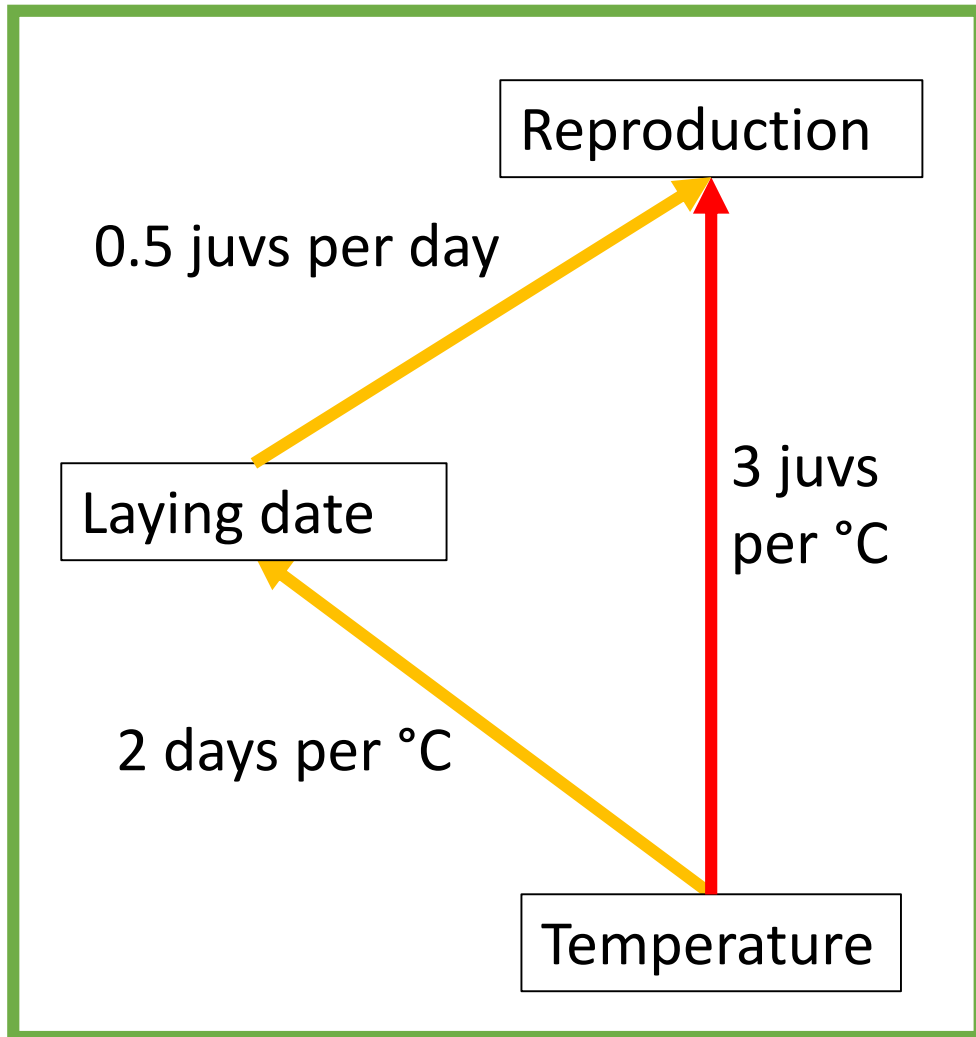 Reproduction
0.5 juvs per day
3 juvs
per °C
Laying date
2 days per °C
Temperature